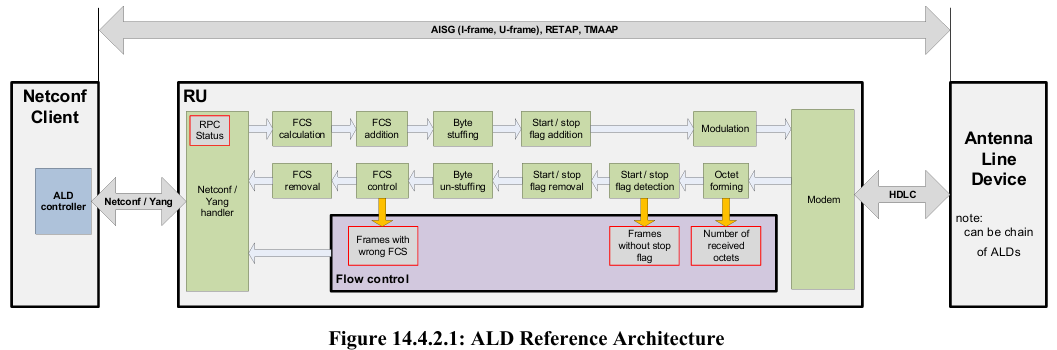 AISG (I-frame, U-frame), RETAP, TMAAP
Netconf
Client
ALD
controller
Netconf / Yang
RU
RPC
Status
Netconf /
Yang
handler
FCS
calculation
FCS
addition
Byte
stuffing
Start / stop
flag addition
Modulation
FCS
removal
FCS
control
Byte
un-stuffing
Start / stop
flag removal
Start / stop
flag detection
Octet
forming
Modem
Frames with
wrong FCS
Frames
without stop
flag
Number of
received
octets
Flow control
HDLC
Antenna
Line
Device
note:
can be chain
of ALDs
Figure 14.4.2.1: ALD Reference Architecture